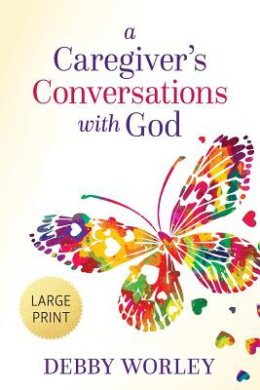 a
Caregiver's
Conversations
with God
LARGE
PRINT
DEBBY WORLEY